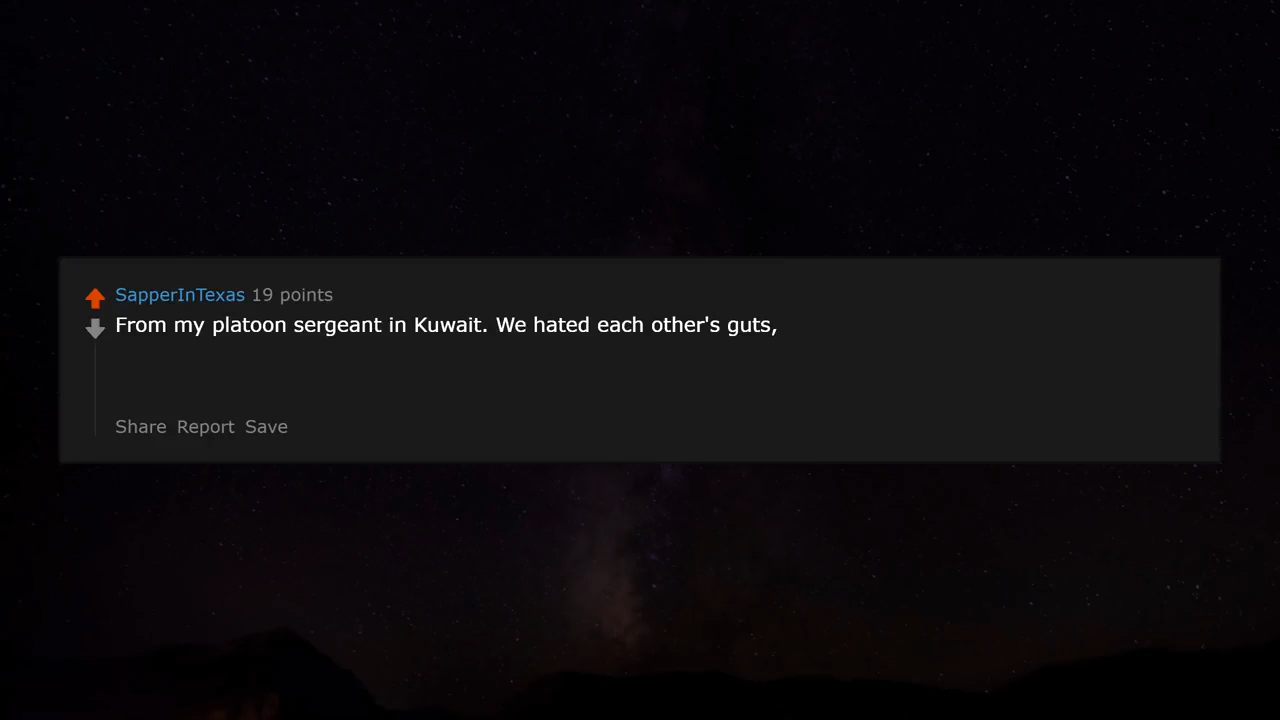 SapperInTexas 19 points
From my platoon sergeant in Kuwait. We hated each other's guts,
Share Report Save